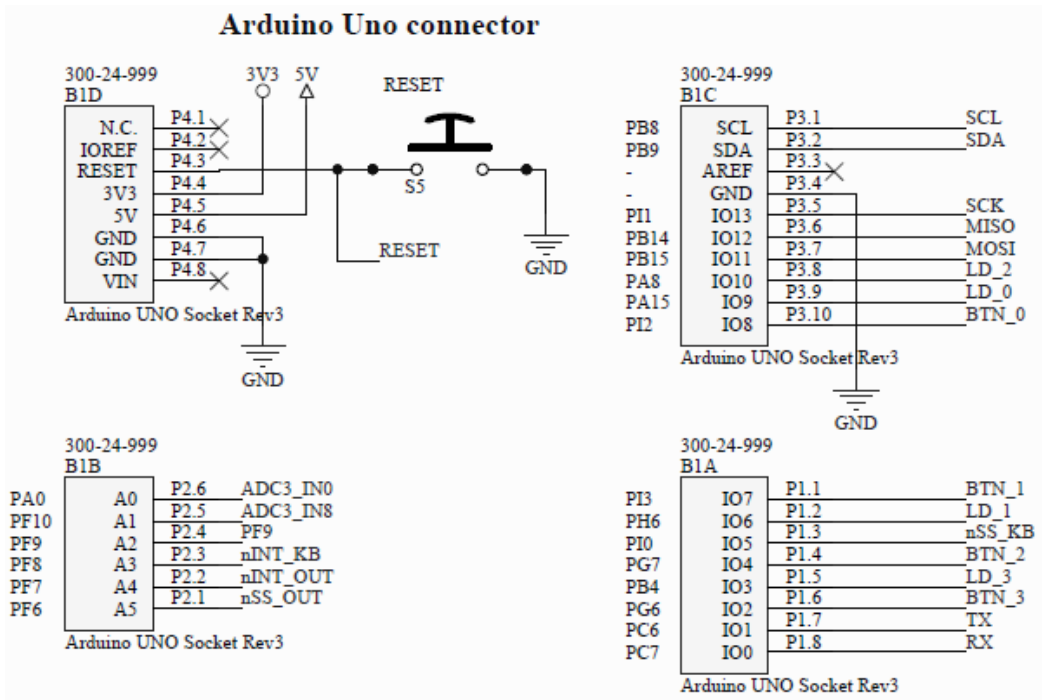 Arduino Uno connector
300-24-999
B1D
3V3 5V
RESET
N.C. P4.1
IOREF P4.2
RESET P4.3
3V3 P4.4
5V P4.5
GND P4.6
GND P4.7
VIN P4.8
Arduino UNO Socket Rev3
GND
S5
RESET
GND
300-24-999
B1C
PB8 SCL P3.1 SCL
PB9 SDA P3.2 SDA
- AREF P3.3
- GND P3.4
PI1 IO13 P3.5 SCK
PB14 IO12 P3.6 MISO
PB15 IO11 P3.7 MOSI
PA8 IO10 P3.8 LD_2
PA15 IO9 P3.9 LD_0
PI2 IO8 P3.10 BTN_0
Arduino UNO Socket Rev3
GND
300-24-999
B1B
PA0 A0 P2.6 ADC3_IN0
PF10 A1 P2.5 ADC3_IN8
PF9 A2 P2.4 PF9
PF8 A3 P2.3 nINT_KB
PF7 A4 P2.2 nINT_OUT
PF6 A5 P2.1 nSS_OUT
Arduino UNO Socket Rev3
300-24-999
B1A
PI3 IO7 P1.1 BTN_1
PH6 IO6 P1.2 LD_1
PI0 IO5 P1.3 nSS_KB
PG7 IO4 P1.4 BTN_2
PB4 IO3 P1.5 LD_3
PG6 IO2 P1.6 BTN_3
PC6 IO1 P1.7 TX
PC7 IO0 P1.8 RX
Arduino UNO Socket Rev3